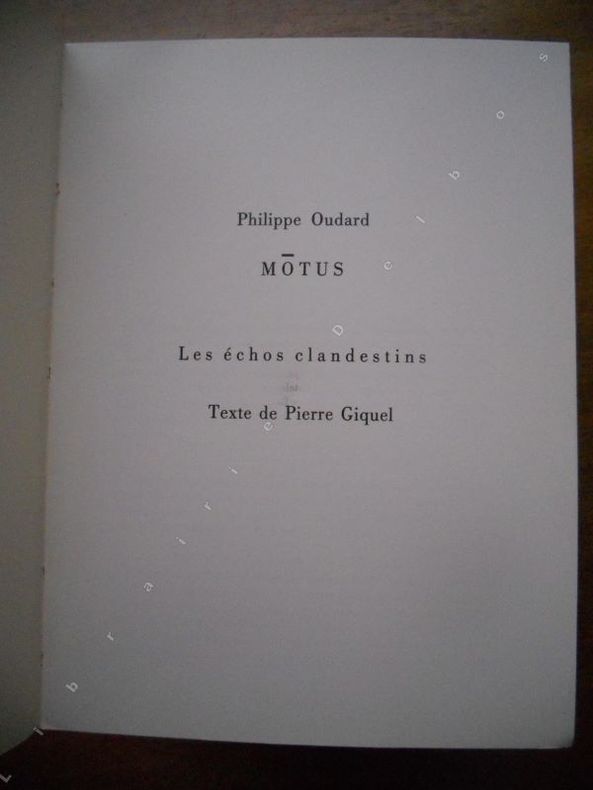 Philippe Oudard
MŌTUS
Les échos clandestins
Texte de Pierre Giquel
Librairie Delbos